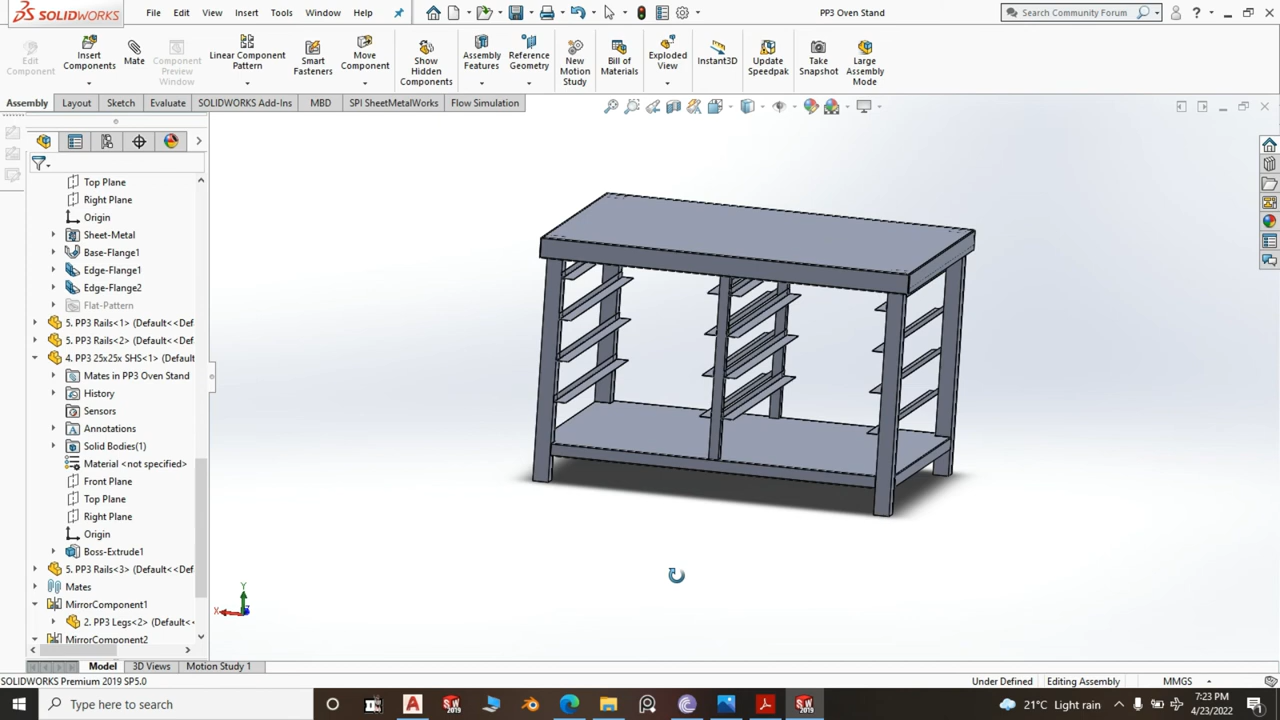 SOLIDWORKS
File Edit View Insert Tools Window Help
PP3 Oven Stand
Search Community Forum
?
Edit Component
Insert Components
Mate
Component Preview Window
Linear Component Pattern
Smart Fasteners
Move Component
Show Hidden Components
Assembly Features
Reference Geometry
New Motion Study
Bill of Materials
Exploded View
Instant3D
Update Speedpak
Take Snapshot
Large Assembly Mode
Assembly Layout Sketch Evaluate SOLIDWORKS Add-Ins MBD SPI SheetMetalWorks Flow Simulation
Top Plane
Right Plane
Origin
Sheet-Metal
Base-Flange1
Edge-Flange1
Edge-Flange2
Flat-Pattern
5. PP3 Rails<1> (Default<<Def
5. PP3 Rails<2> (Default<<Def
4. PP3 25x25x SHS<1> (Default
Mates in PP3 Oven Stand
History
Sensors
Annotations
Solid Bodies(1)
Material <not specified>
Front Plane
Top Plane
Right Plane
Origin
Boss-Extrude1
5. PP3 Rails<3> (Default<<Def
Mates
MirrorComponent1
2. PP3 Legs<2> (Default<<
MirrorComponent2
Y
X
Z
Model 3D Views Motion Study 1
SOLIDWORKS Premium 2019 SP5.0
Under Defined Editing Assembly MMGS
Type here to search
21°C Light rain
7:23 PM
4/23/2022